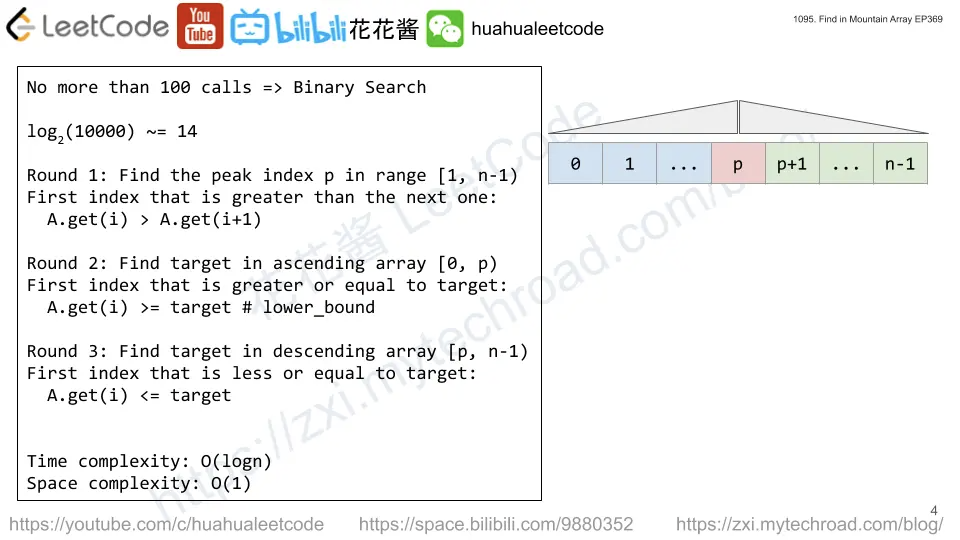 LeetCode You Tube bilibili 花花酱 huahualeetcode
1095. Find in Mountain Array EP369
No more than 100 calls => Binary Search
log2(10000) ~= 14
Round 1: Find the peak index p in range [1, n-1)
First index that is greater than the next one:
A.get(i) > A.get(i+1)
Round 2: Find target in ascending array [0, p)
First index that is greater or equal to target:
A.get(i) >= target # lower_bound
Round 3: Find target in descending array [p, n-1)
First index that is less or equal to target:
A.get(i) <= target
Time complexity: O(logn)
Space complexity: O(1)
0 1 ... p p+1 ... n-1
花花酱 LeetCode
https://zxi.mytechroad.com/blog/
4
https://youtube.com/c/huahualeetcode https://space.bilibili.com/9880352 https://zxi.mytechroad.com/blog/